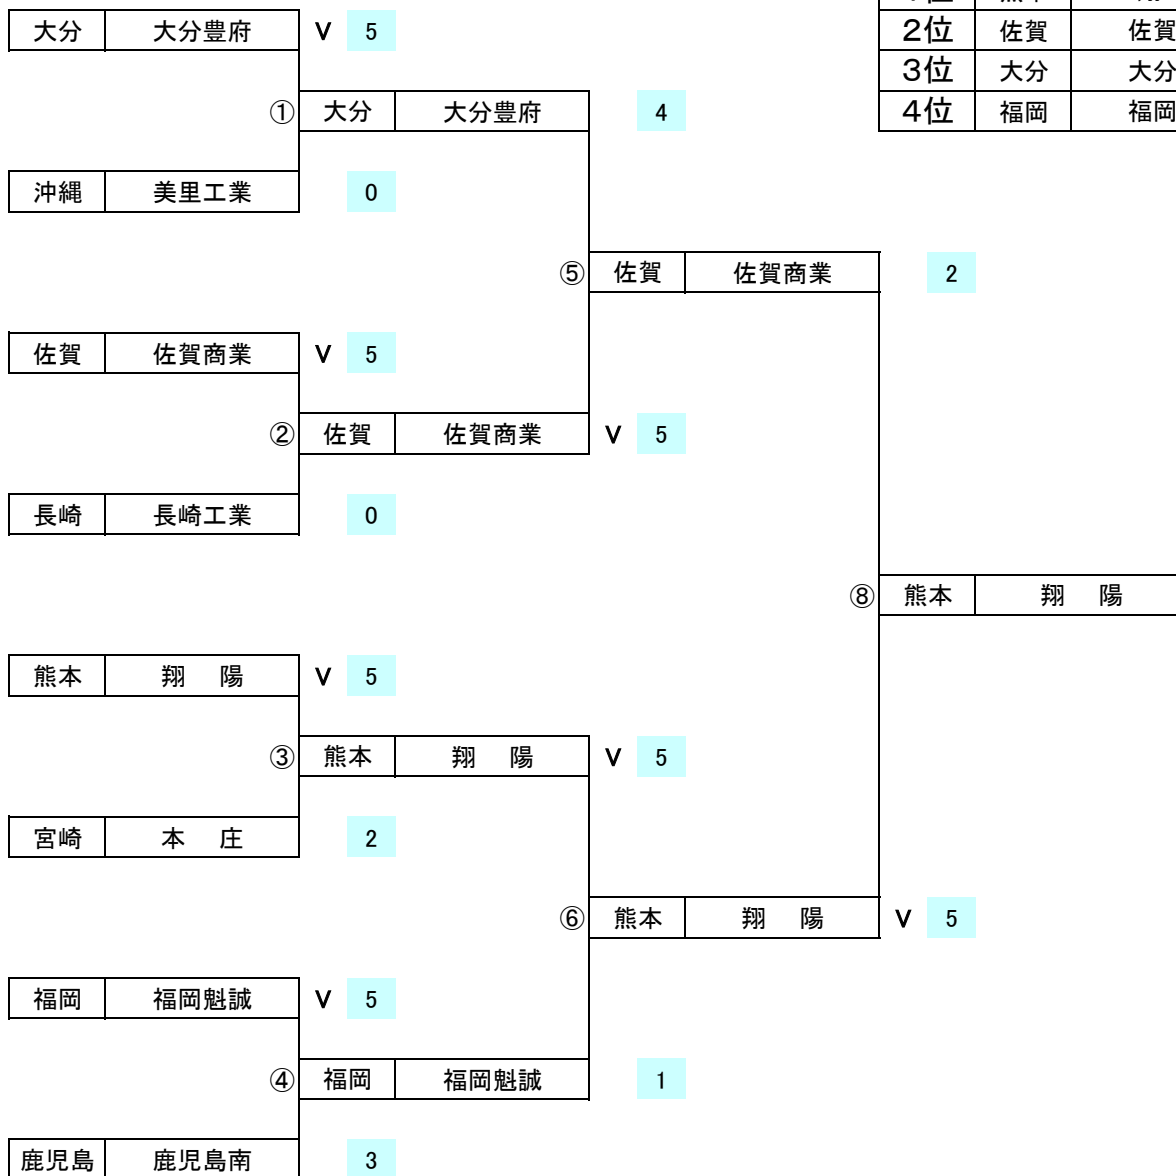 大分 大分豊府 V 5
2位 佐賀 佐賀
3位 大分 大分
① 大分 大分豊府 4
4位 福岡 福岡
沖縄 美里工業 0
⑤ 佐賀 佐賀商業 2
佐賀 佐賀商業 V 5
② 佐賀 佐賀商業 V 5
長崎 長崎工業 0
⑧ 熊本 翔 陽
熊本 翔 陽 V 5
③ 熊本 翔 陽 V 5
宮崎 本 庄 2
⑥ 熊本 翔 陽 V 5
福岡 福岡魁誠 V 5
④ 福岡 福岡魁誠 1
鹿児島 鹿児島南 3